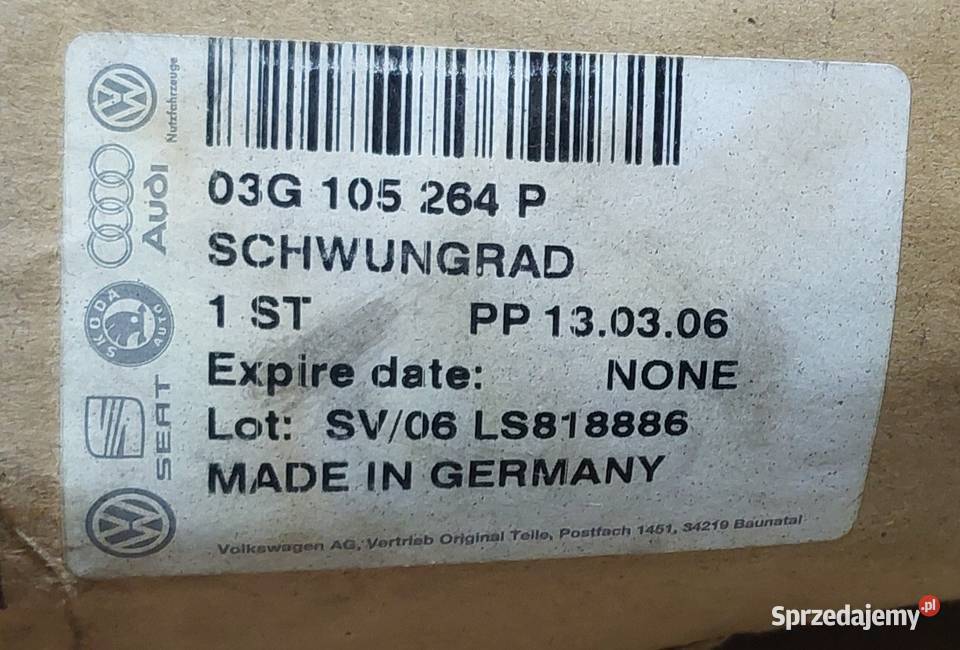 Nutzfahrzeuge
Audi
SKODA
AUTO
SEAT
03G 105 264 P
SCHWUNGRAD
1 ST PP 13.03.06
Expire date: NONE
Lot: SV/06 LS818886
MADE IN GERMANY
Volkswagen AG, Vertrieb Original Teile, Postfach 1451, 34219 Baunatal
Sprzedajemy.pl